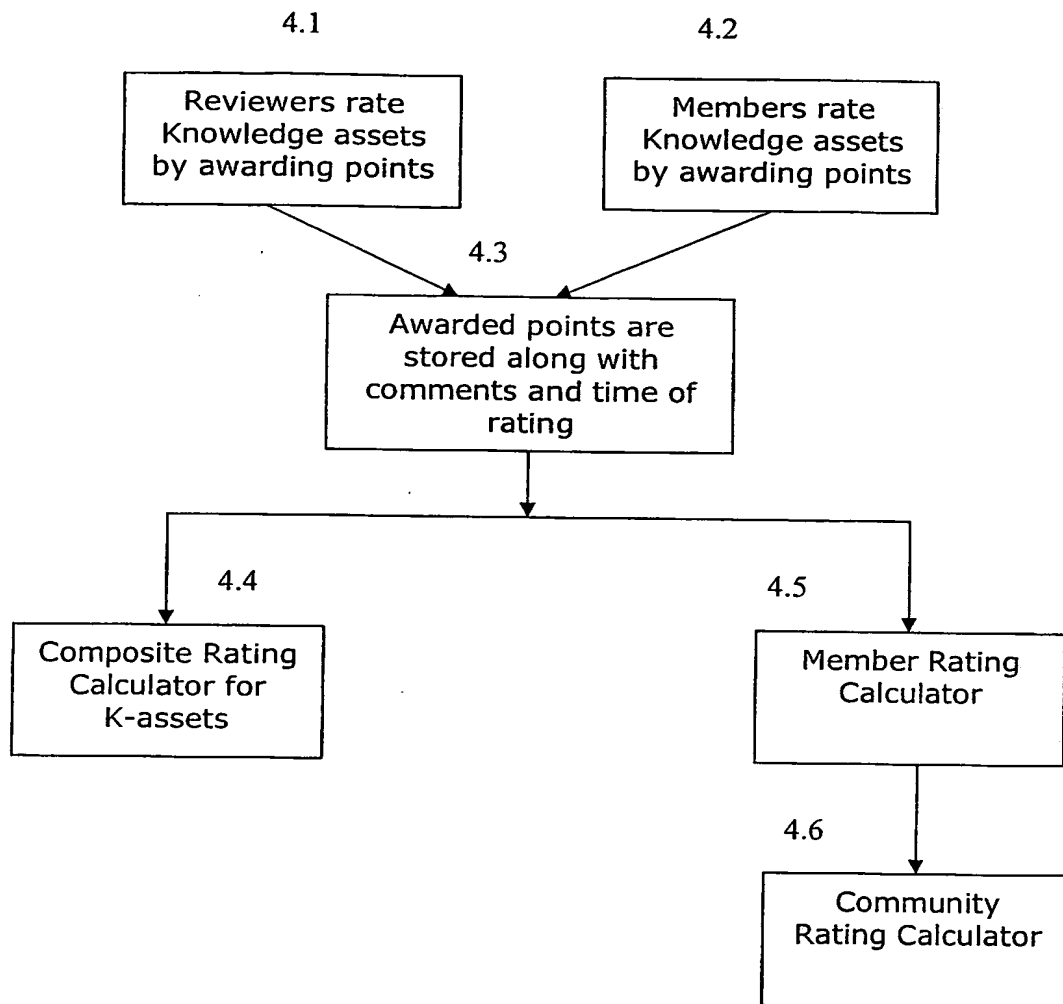 4.1
4.2
Reviewers rate
Knowledge assets
by awarding points
Members rate
Knowledge assets
by awarding points
4.3
Awarded points are
stored along with
comments and time of
rating
4.4
4.5
Composite Rating
Calculator for
K-assets
Member Rating
Calculator
4.6
Community
Rating Calculator